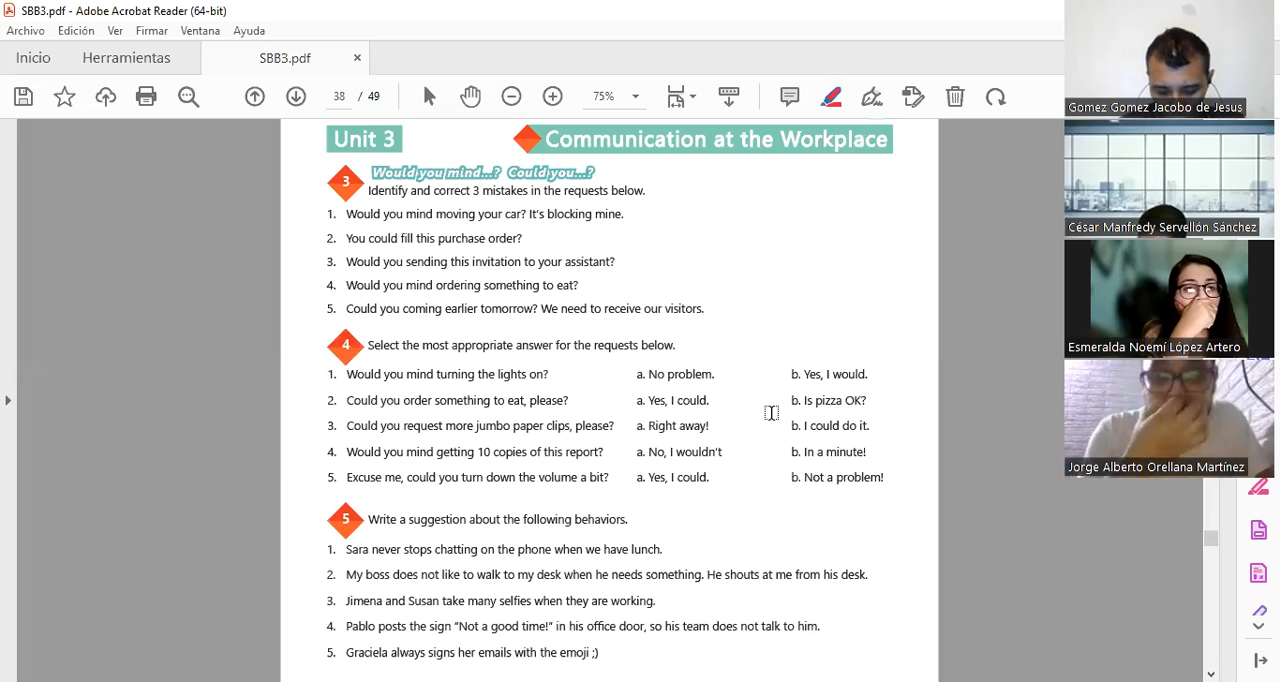 SBB3.pdf - Adobe Acrobat Reader (64-bit)
Archivo Edición Ver Firmar Ventana Ayuda
Inicio Herramientas SBB3.pdf ×
38 / 49 75%
Unit 3 Communication at the Workplace
3 Would you mind...? Could you...?
Identify and correct 3 mistakes in the requests below.
1. Would you mind moving your car? It's blocking mine.
2. You could fill this purchase order?
3. Would you sending this invitation to your assistant?
4. Would you mind ordering something to eat?
5. Could you coming earlier tomorrow? We need to receive our visitors.
4 Select the most appropriate answer for the requests below.
1. Would you mind turning the lights on? a. No problem. b. Yes, I would.
2. Could you order something to eat, please? a. Yes, I could. b. Is pizza OK?
3. Could you request more jumbo paper clips, please? a. Right away! b. I could do it.
4. Would you mind getting 10 copies of this report? a. No, I wouldn't b. In a minute!
5. Excuse me, could you turn down the volume a bit? a. Yes, I could. b. Not a problem!
5 Write a suggestion about the following behaviors.
1. Sara never stops chatting on the phone when we have lunch.
2. My boss does not like to walk to my desk when he needs something. He shouts at me from his desk.
3. Jimena and Susan take many selfies when they are working.
4. Pablo posts the sign “Not a good time!” in his office door, so his team does not talk to him.
5. Graciela always signs her emails with the emoji ;)
Gomez Gomez Jacobo de Jesus
César Manfredy Servellón Sánchez
Esmeralda Noemí López Artero
Jorge Alberto Orellana Martínez